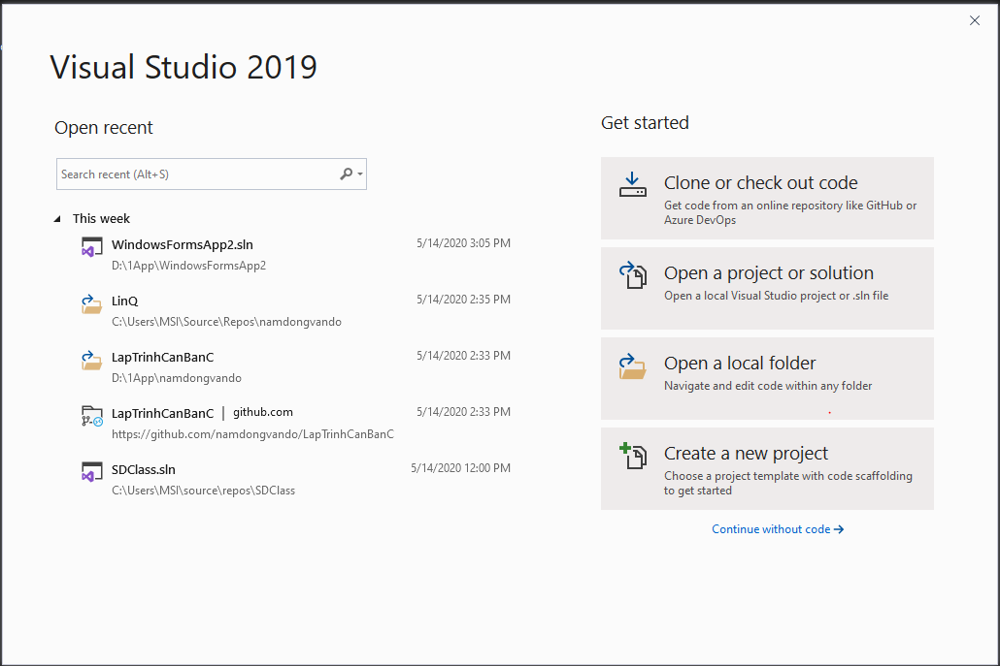 Visual Studio 2019
Open recent
Search recent (Alt+S)
This week
WindowsFormsApp2.sln 5/14/2020 3:05 PM
D:\1App\WindowsFormsApp2
LinQ 5/14/2020 2:35 PM
C:\Users\MSI\Source\Repos\namdongvando
LapTrinhCanBanC 5/14/2020 2:33 PM
D:\1App\namdongvando
LapTrinhCanBanC | github.com 5/14/2020 2:33 PM
https://github.com/namdongvando/LapTrinhCanBanC
SDClass.sln 5/14/2020 12:00 PM
C:\Users\MSI\source\repos\SDClass
Get started
Clone or check out code
Get code from an online repository like GitHub or
Azure DevOps
Open a project or solution
Open a local Visual Studio project or .sln file
Open a local folder
Navigate and edit code within any folder
Create a new project
Choose a project template with code scaffolding
to get started
Continue without code →